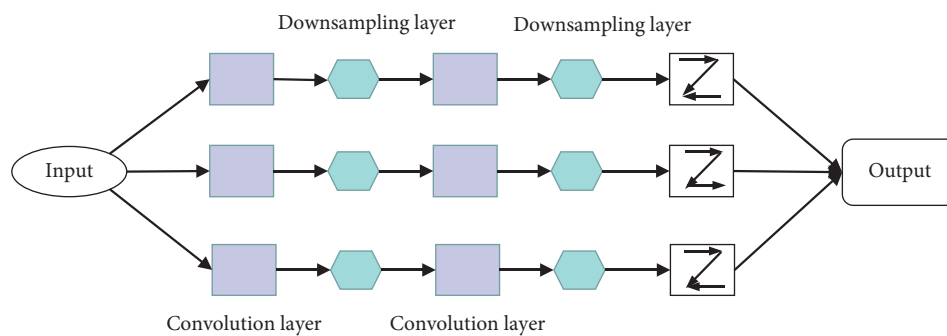 Downsampling layer
Downsampling layer
Input
Output
Convolution layer
Convolution layer